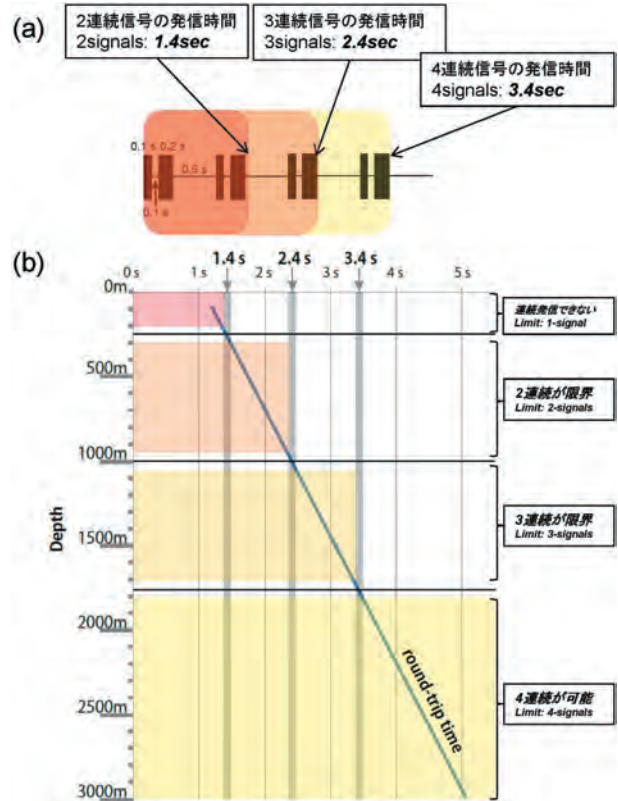 (a)
2連続信号の発信時間
2signals: 1.4sec
3連続信号の発信時間
3signals: 2.4sec
4連続信号の発信時間
4signals: 3.4sec
0.1 s 0.2 s
0.6 s
0.1 s
(b)
1.4 s 2.4 s 3.4 s
0 s 1 s 2 s 3 s 4 s 5 s
0m
500m
1000m
1500m
2000m
2500m
3000m
Depth
round-trip time
連続発信できない
Limit: 1-signal
2連続が限界
Limit: 2-signals
3連続が限界
Limit: 3-signals
4連続が可能
Limit: 4-signals